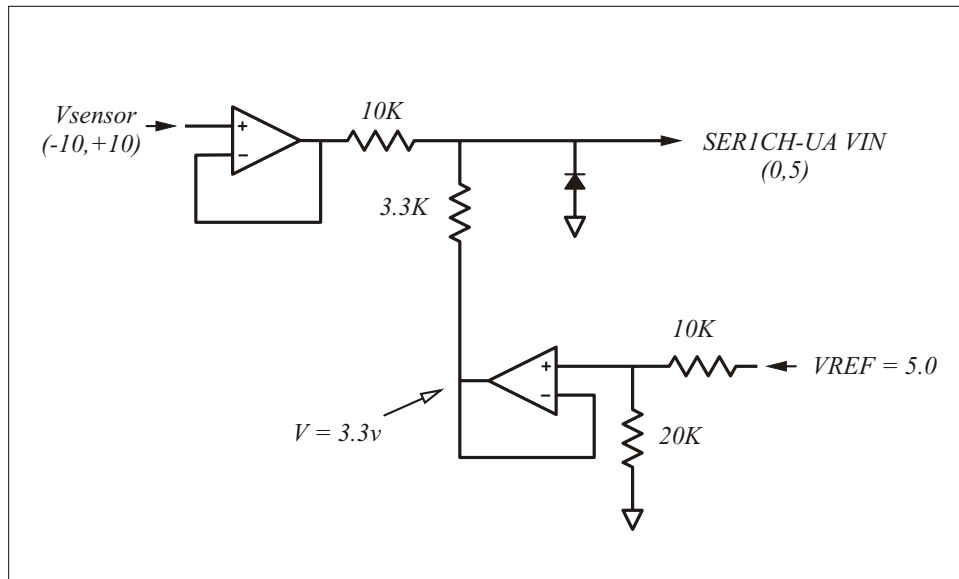 Vsensor
(-10,+10)
+
-
10K
SER1CH-UA VIN
(0,5)
3.3K
10K
+
-
VREF = 5.0
V = 3.3v
20K